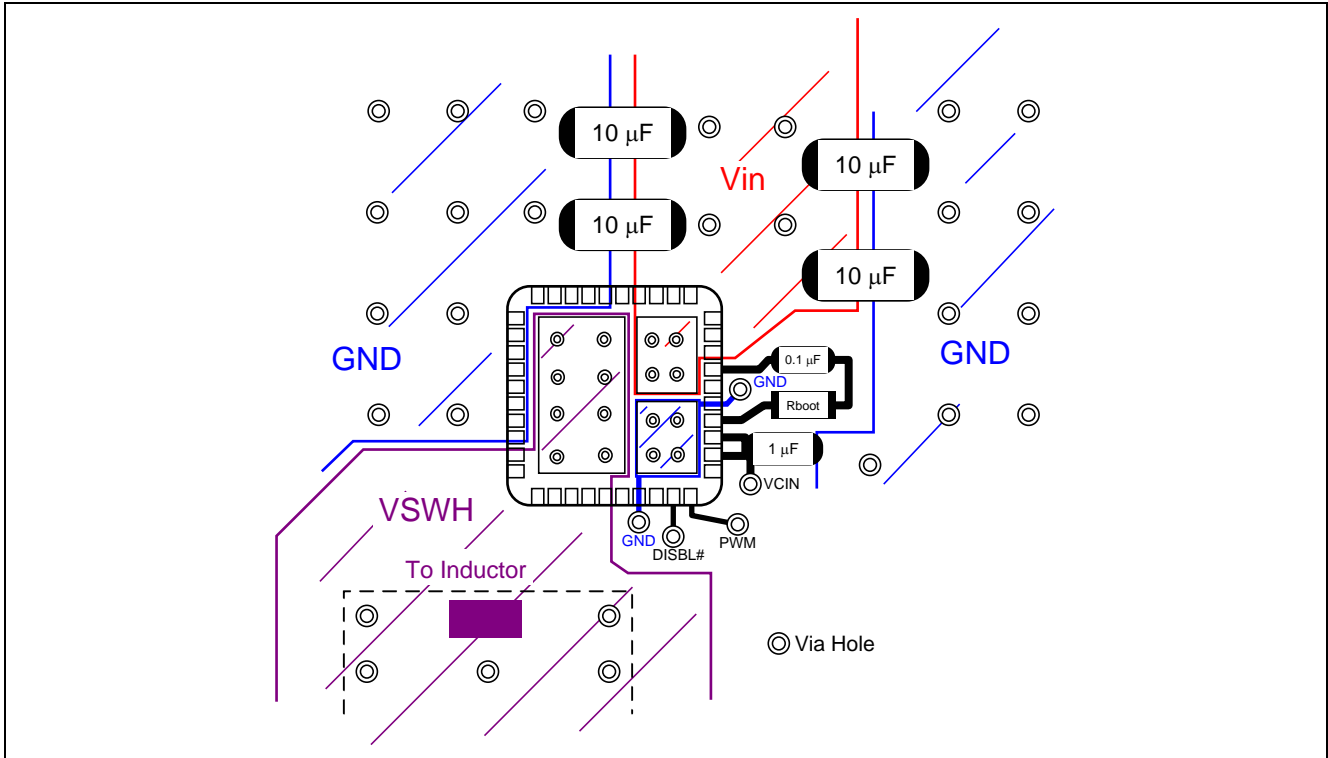 10 μF
10 μF
Vin
10 μF
10 μF
GND
GND
0.1 μF
GND
Rboot
1 μF
VCIN
VSWH
GND
DISBL#
PWM
To Inductor
Via Hole